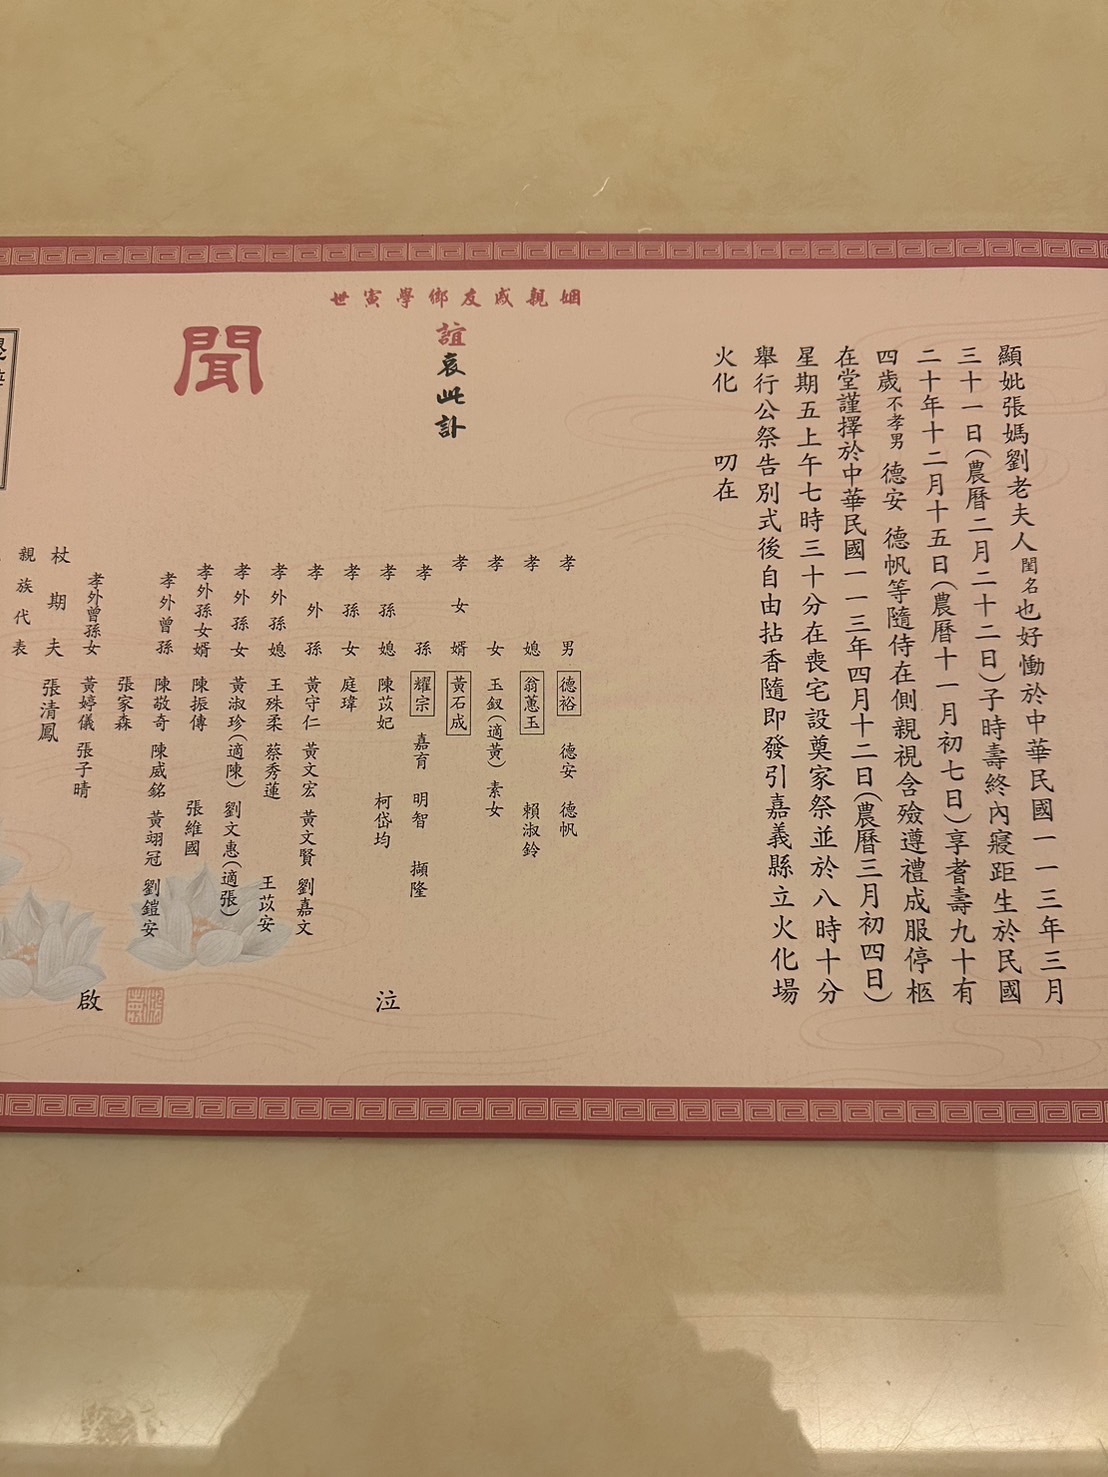 顯妣張媽劉老夫人閨名也好慟於中華民國一一三年三月
三十一日(農曆二月二十二日)子時壽終內寢距生於民國
二十年十二月十五日(農曆十一月初七日)享耆壽九十有
四歲不孝男德安 德帆等隨侍在側親視含殮遵禮成服停柩
在堂謹擇於中華民國一一三年四月十二日(農曆三月初四日)
星期五上午七時三十分在喪宅設奠家祭並於八時十分
舉行公祭告別式後自由拈香隨即發引嘉義縣立火化場
火化 叨在
姻親戚友鄉學寅世
誼哀此訃
聞
孝男 德裕 德安 德帆
孝媳 翁蕙玉 賴淑鈴
孝女 玉釵(適黃) 素女
孝女婿 黃石成
孝孫 耀宗 嘉育 明智 擷隆
孝孫媳 陳苡妃 柯岱均
孝孫女 庭瑋
孝外孫 黃守仁 黃文宏 黃文賢 劉嘉文
孝外孫媳 王殊柔 蔡秀蓮 王苡安
孝外孫女 黃淑珍(適陳) 劉文惠(適張)
孝外孫女婿 陳振傳 張維國
孝外曾孫 陳敬奇 陳威銘 黃翊冠 劉鎧安
張家森
孝外曾孫女 黃婷儀 張子晴
杖期夫 張清鳳
親族代表
泣
啟